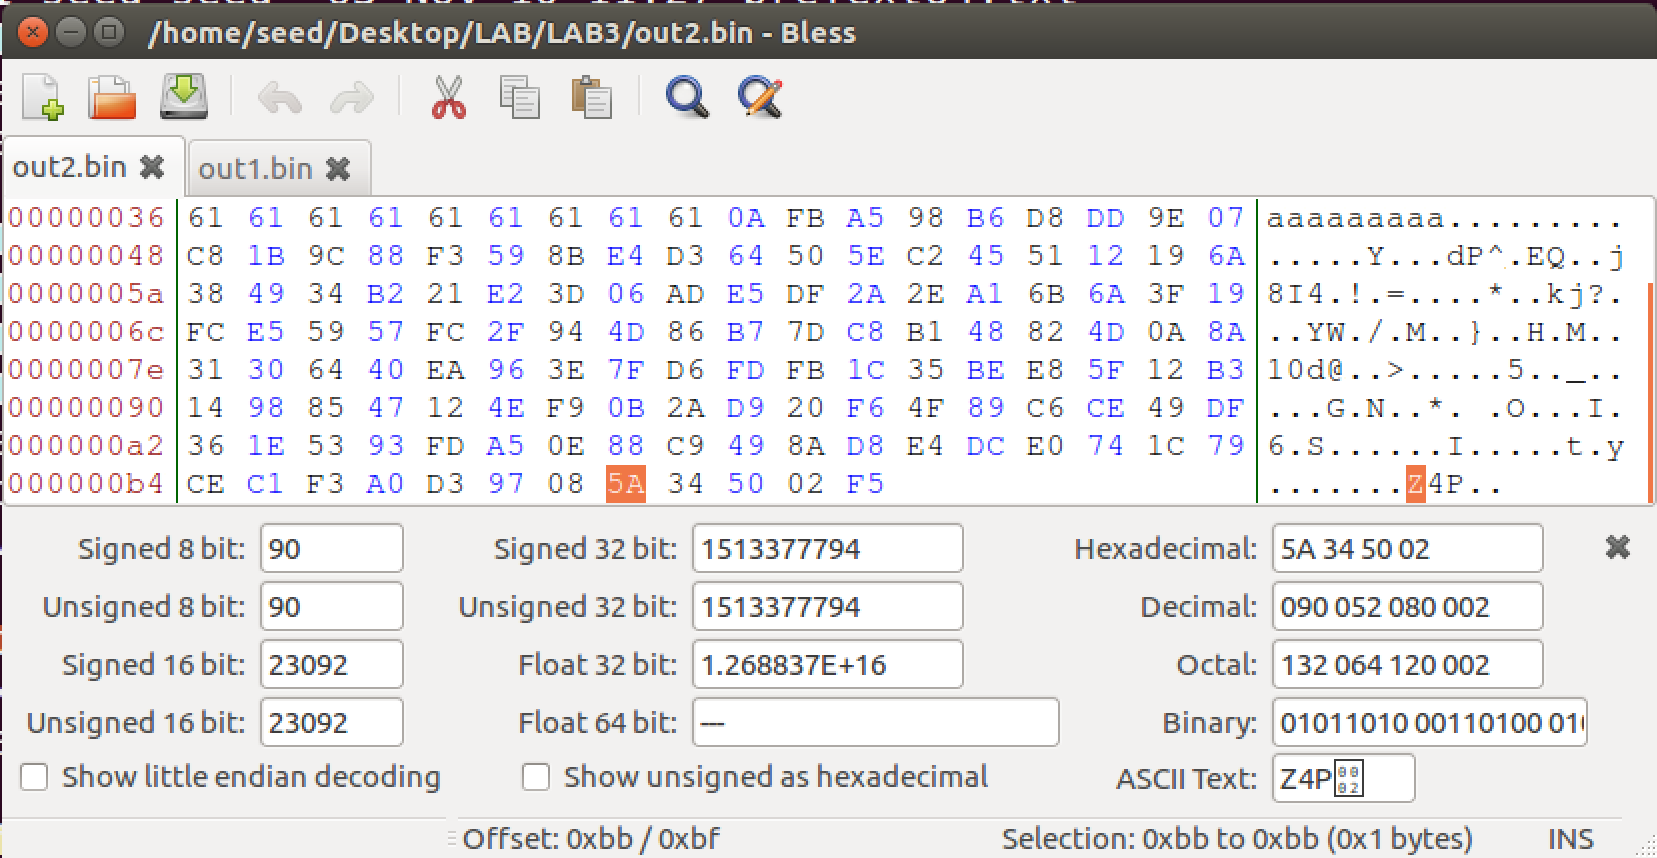 /home/seed/Desktop/LAB/LAB3/out2.bin - Bless
out2.bin out1.bin
00000036 61 61 61 61 61 61 61 61 61 0A FB A5 98 B6 D8 DD 9E 07 aaaaaaaaa.........
00000048 C8 1B 9C 88 F3 59 8B E4 D3 64 50 5E C2 45 51 12 19 6A .....Y...dP^.EQ..j
0000005a 38 49 34 B2 21 E2 3D 06 AD E5 DF 2A 2E A1 6B 6A 3F 19 8I4.!.=....*..kj?.
0000006c FC E5 59 57 FC 2F 94 4D 86 B7 7D C8 B1 48 82 4D 0A 8A ..YW./.M..}..H.M..
0000007e 31 30 64 40 EA 96 3E 7F D6 FD FB 1C 35 BE E8 5F 12 B3 10d@..>.....5.._..
00000090 14 98 85 47 12 4E F9 0B 2A D9 20 F6 4F 89 C6 CE 49 DF ...G.N..*. .O...I.
000000a2 36 1E 53 93 FD A5 0E 88 C9 49 8A D8 E4 DC E0 74 1C 79 6.S......I.....t.y
000000b4 CE C1 F3 A0 D3 97 08 5A 34 50 02 F5 .......Z4P..
Signed 8 bit: 90 Signed 32 bit: 1513377794 Hexadecimal: 5A 34 50 02
Unsigned 8 bit: 90 Unsigned 32 bit: 1513377794 Decimal: 090 052 080 002
Signed 16 bit: 23092 Float 32 bit: 1.268837E+16 Octal: 132 064 120 002
Unsigned 16 bit: 23092 Float 64 bit: --- Binary: 01011010 00110100 01
Show little endian decoding Show unsigned as hexadecimal ASCII Text: Z4P
Offset: 0xbb / 0xbf Selection: 0xbb to 0xbb (0x1 bytes) INS